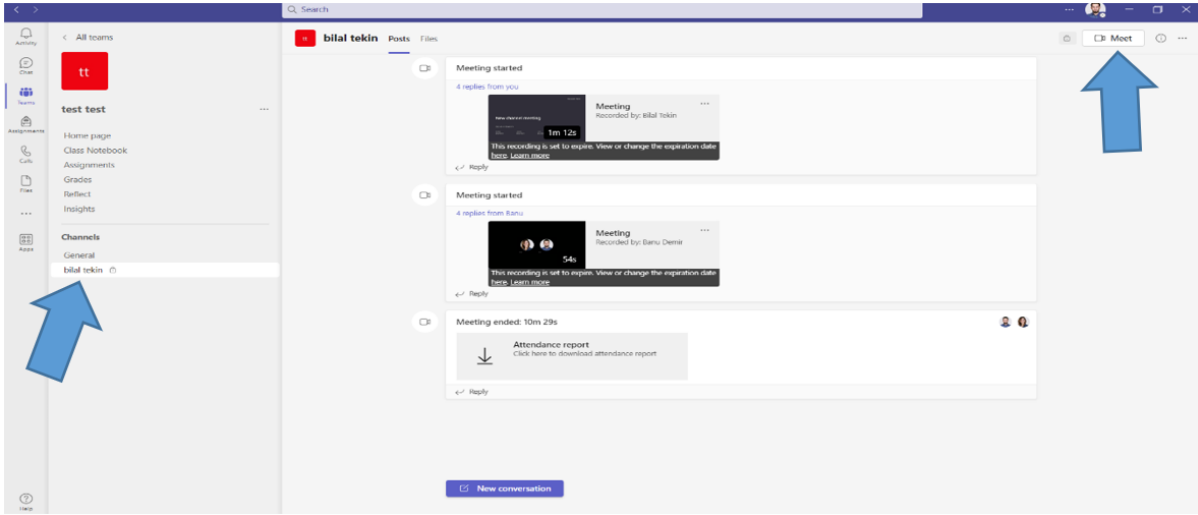 Search
Activity
Chat
Teams
Assignments
Calls
Files
Apps
Help
All teams
tt
test test
Home page
Class Notebook
Assignments
Grades
Reflect
Insights
Channels
General
bilal tekin
tt
bilal tekin Posts Files
Meet
Meeting started
4 replies from you
New channel meeting
1m 12s
Meeting
Recorded by: Bilal Tekin
This recording is set to expire. View or change the expiration date
here. Learn more
Reply
Meeting started
4 replies from Banu
54s
Meeting
Recorded by: Banu Demir
This recording is set to expire. View or change the expiration date
here. Learn more
Reply
Meeting ended: 10m 29s
Attendance report
Click here to download attendance report
Reply
New conversation